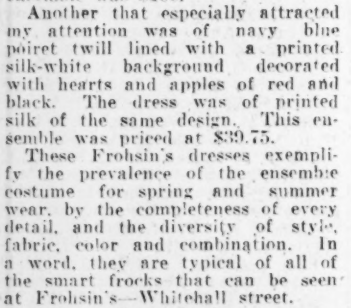 Another that especially attracted
my attention was of navy blue
poiret twill lined with a printed
silk-white background decorated
with hearts and apples of red and
black. The dress was of printed
silk of the same design. This en-
semble was priced at $39.75.
These Frohsin's dresses exempli-
fy the prevalence of the ensemble
costume for spring and summer
wear, by the completeness of every
detail, and the diversity of style,
fabric, color and combination. In
a word, they are typical of all of
the smart frocks that can be seen
at Frohsin's—Whitehall street.